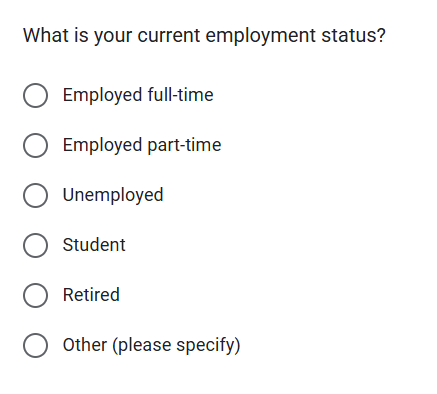 What is your current employment status?
Employed full-time
Employed part-time
Unemployed
Student
Retired
Other (please specify)